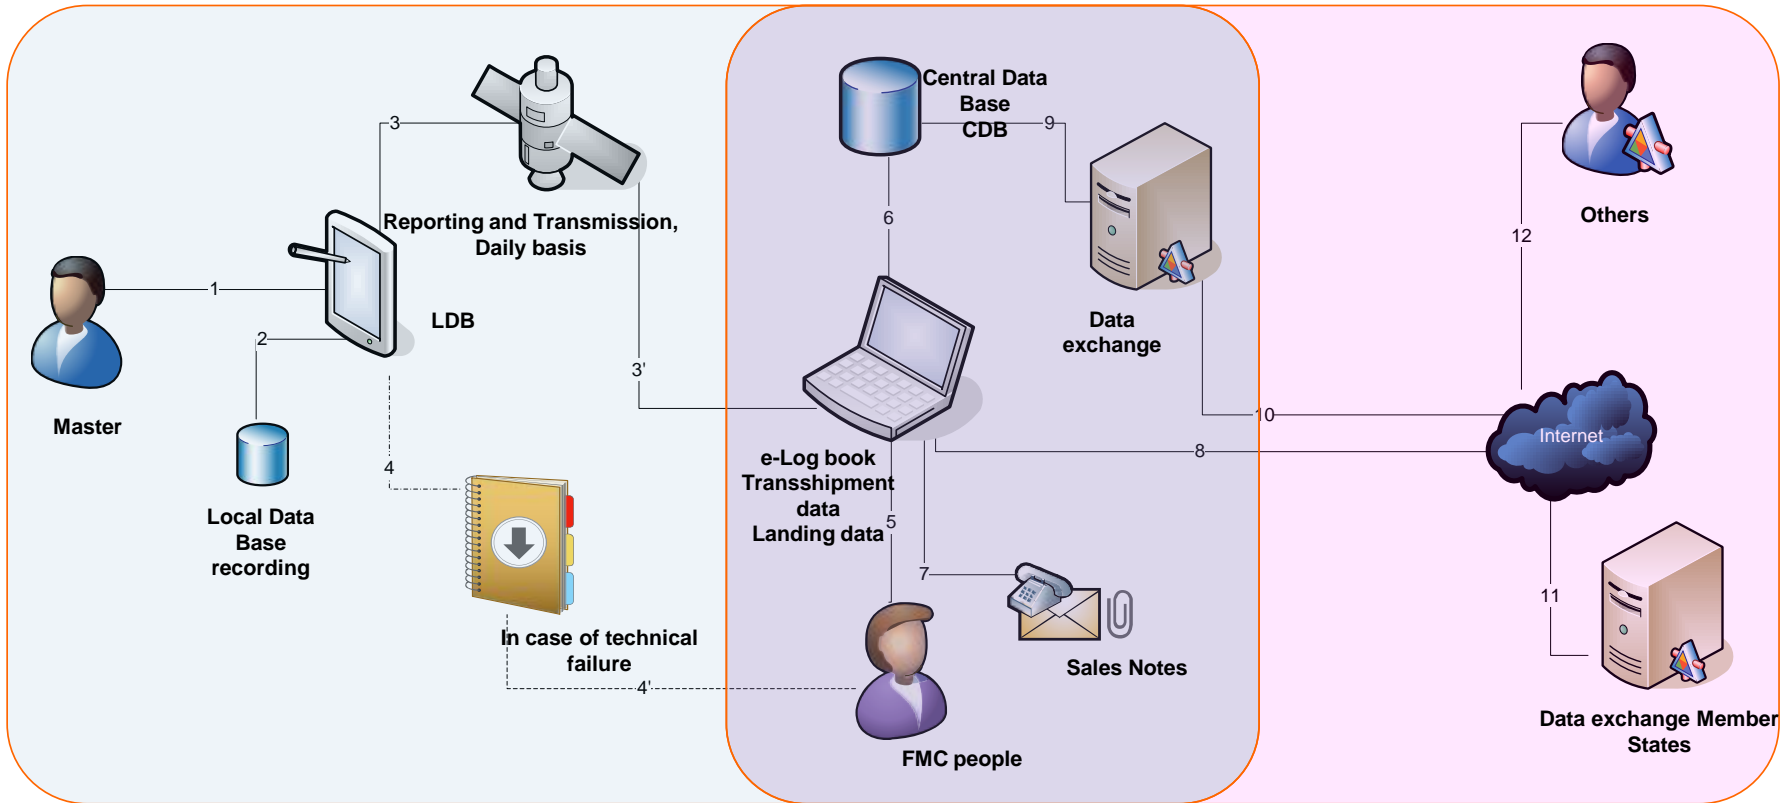 Master
1
2
Local Data
Base
recording
LDB
3
Reporting and Transmission,
Daily basis
3'
4
In case of technical
failure
4'
Central Data
Base
CDB
6
9
Data
exchange
e-Log book
Transshipment
data
Landing data
5
7
Sales Notes
FMC people
8
10
Internet
12
Others
11
Data exchange Member
States